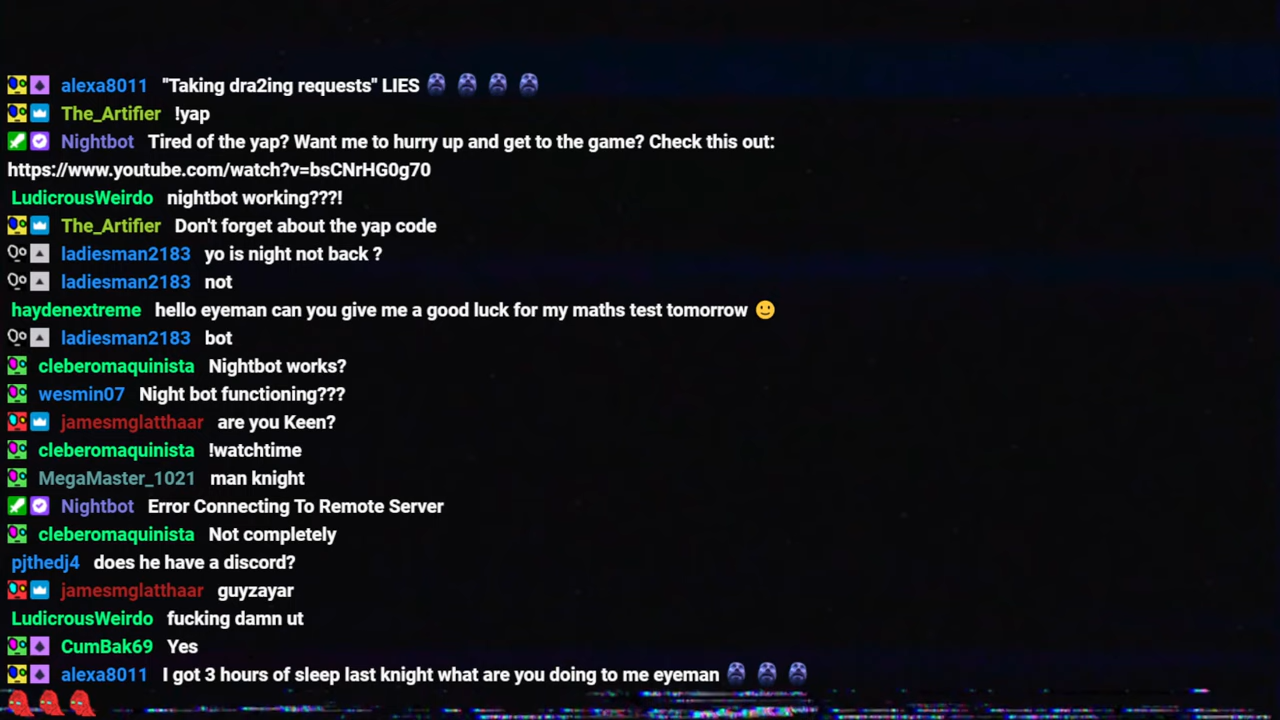 alexa8011 "Taking dra2ing requests" LIES
The_Artifier !yap
Nightbot Tired of the yap? Want me to hurry up and get to the game? Check this out:
https://www.youtube.com/watch?v=bsCNrHG0g70
LudicrousWeirdo nightbot working???!
The_Artifier Don't forget about the yap code
ladiesman2183 yo is night not back ?
ladiesman2183 not
haydenextreme hello eyeman can you give me a good luck for my maths test tomorrow 🙂
ladiesman2183 bot
cleberomaquinista Nightbot works?
wesmin07 Night bot functioning???
jamesmglatthaar are you Keen?
cleberomaquinista !watchtime
MegaMaster_1021 man knight
Nightbot Error Connecting To Remote Server
cleberomaquinista Not completely
pjthedj4 does he have a discord?
jamesmglatthaar guyzayar
LudicrousWeirdo fucking damn ut
CumBak69 Yes
alexa8011 I got 3 hours of sleep last knight what are you doing to me eyeman